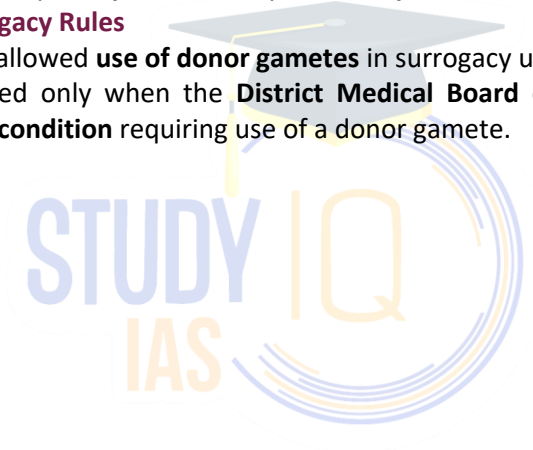 gacy Rules
allowed use of donor gametes in surrogacy u
ed only when the District Medical Board
condition requiring use of a donor gamete.
STUDY IQ
IAS